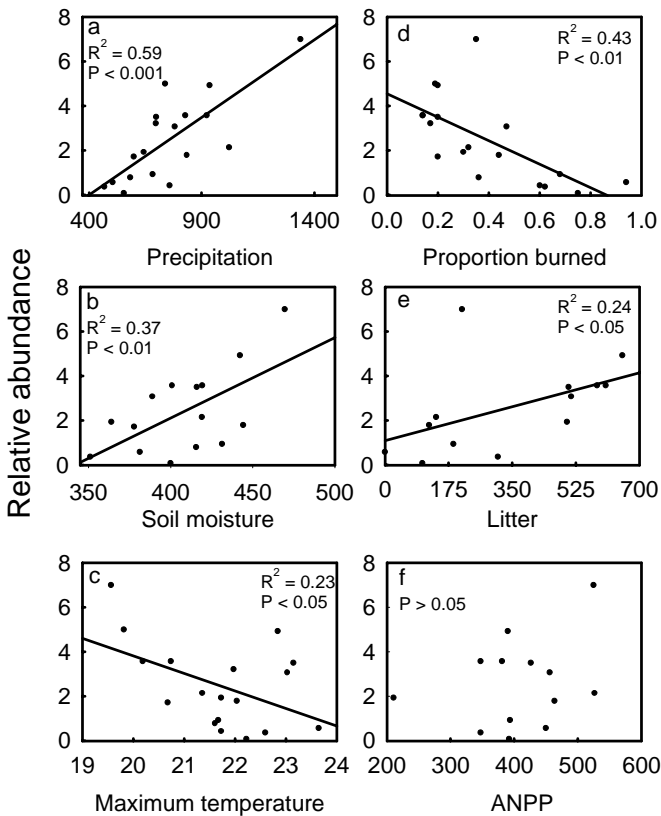 Relative abundance
a
R² = 0.59
P < 0.001
8
6
4
2
0
400 900 1400
Precipitation
d
R² = 0.43
P < 0.01
8
6
4
2
0
0.0 0.2 0.4 0.6 0.8 1.0
Proportion burned
b
R² = 0.37
P < 0.01
8
6
4
2
0
350 400 450 500
Soil moisture
e
R² = 0.24
P < 0.05
8
6
4
2
0
0 175 350 525 700
Litter
c
R² = 0.23
P < 0.05
8
6
4
2
0
19 20 21 22 23 24
Maximum temperature
f
P > 0.05
8
6
4
2
0
200 300 400 500 600
ANPP